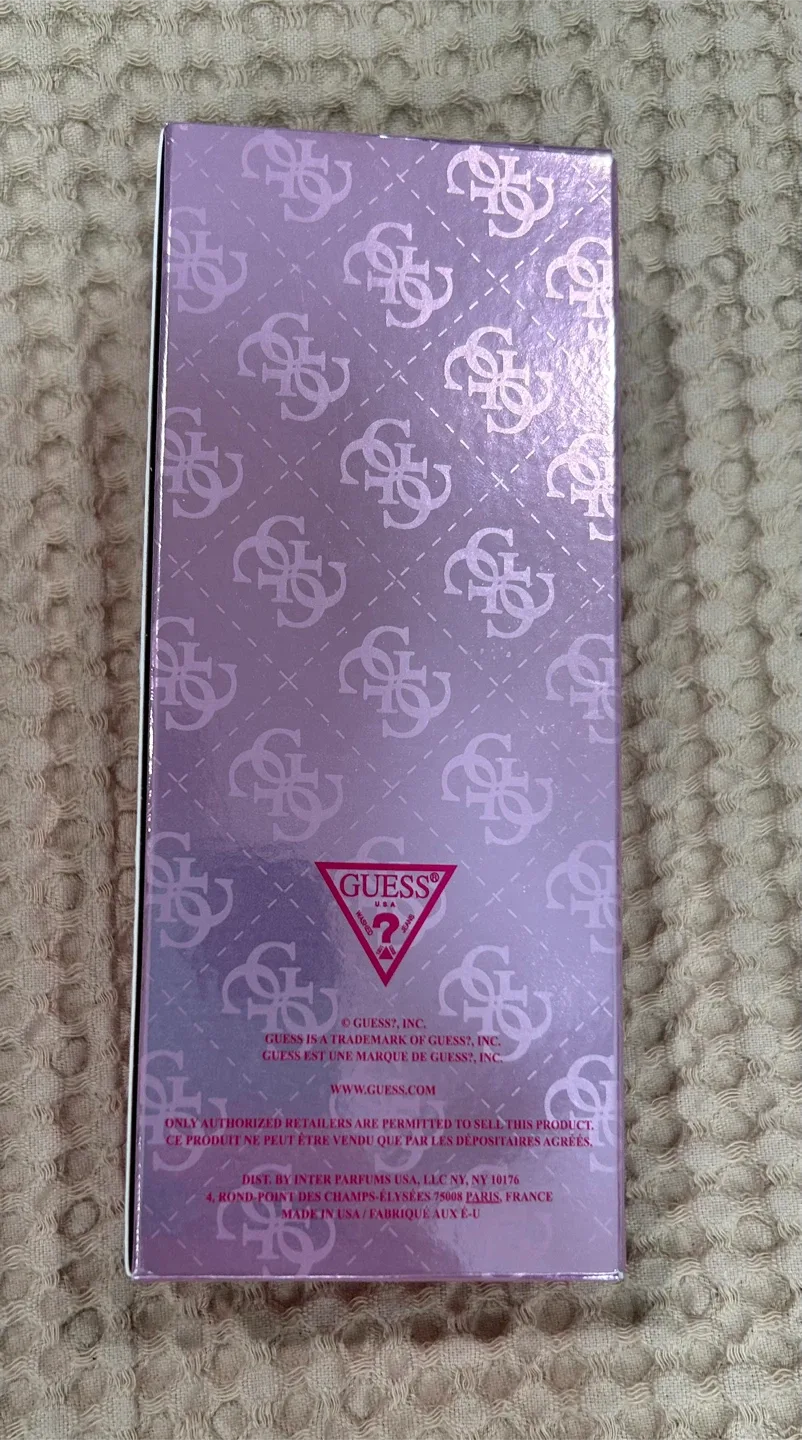 GUESS®
U.S.A
WASHED
JEANS
?
© GUESS?, INC.
GUESS IS A TRADEMARK OF GUESS?, INC.
GUESS EST UNE MARQUE DE GUESS?, INC.
WWW.GUESS.COM
ONLY AUTHORIZED RETAILERS ARE PERMITTED TO SELL THIS PRODUCT.
CE PRODUIT NE PEUT ÊTRE VENDU QUE PAR LES DÉPOSITAIRES AGRÉÉS.
DIST. BY INTER PARFUMS USA, LLC NY, NY 10176
4, ROND-POINT DES CHAMPS-ÉLYSÉES 75008 PARIS, FRANCE
MADE IN USA / FABRIQUÉ AUX É-U